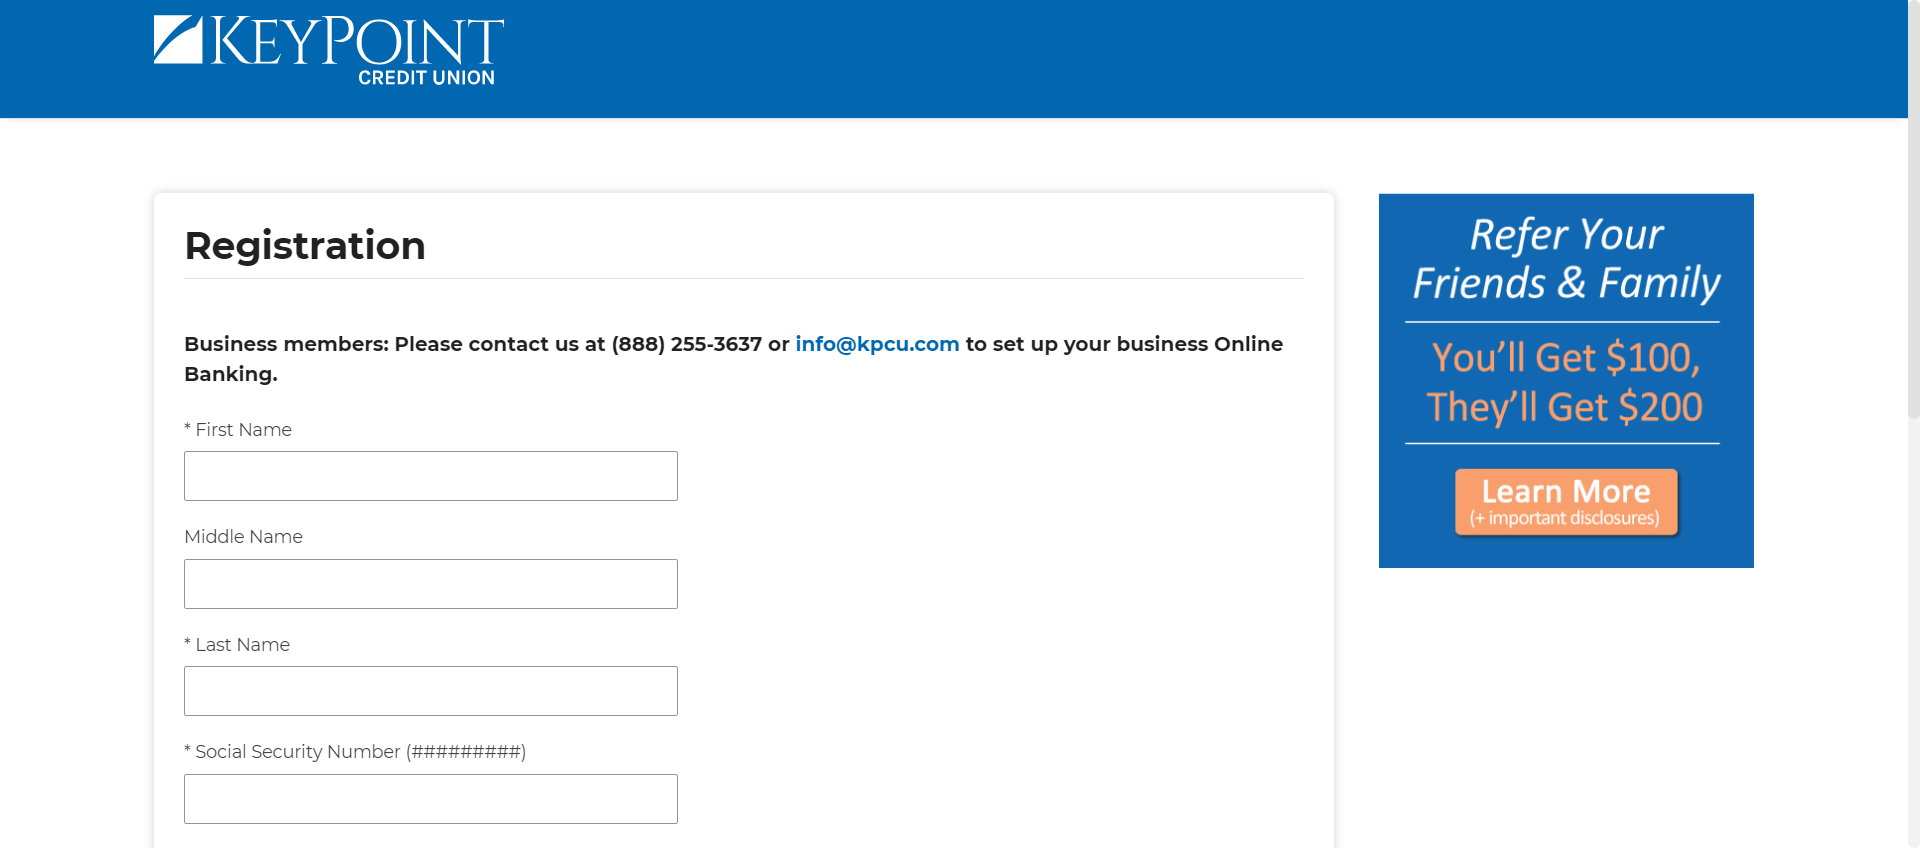 KEYPOINT
CREDIT UNION
Registration
Business members: Please contact us at (888) 255-3637 or info@kpcu.com to set up your business Online
Banking.
* First Name
Middle Name
* Last Name
* Social Security Number (#########)
Refer Your
Friends & Family
You'll Get $100,
They'll Get $200
Learn More
(+ important disclosures)